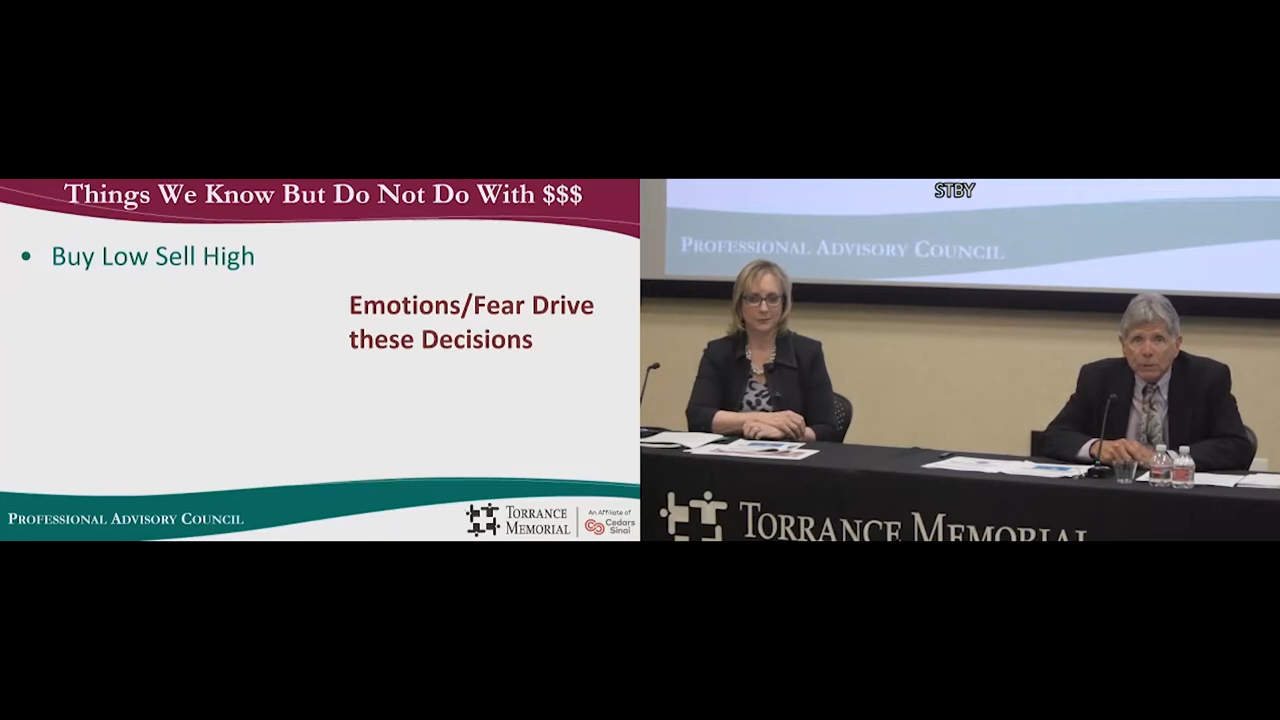 Things We Know But Do Not Do With $$$
• Buy Low Sell High
Emotions/Fear Drive
these Decisions
PROFESSIONAL ADVISORY COUNCIL
TORRANCE
MEMORIAL
An Affiliate of
Cedars
Sinai
STBY
PROFESSIONAL ADVISORY COUNCIL
TORRANCE MEMORIAL